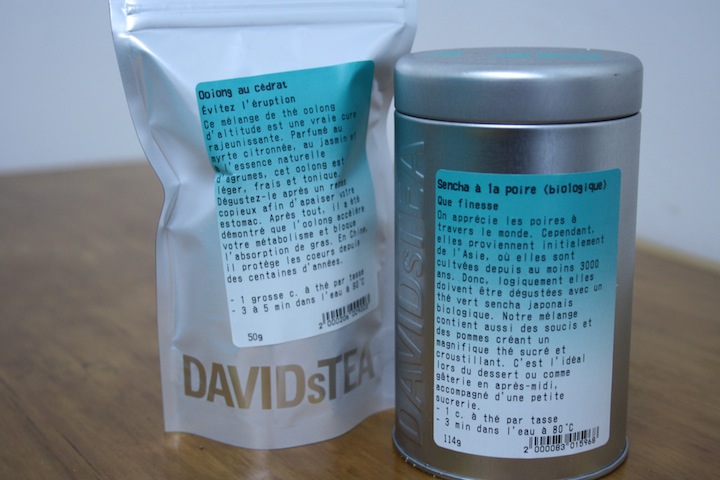 Oolong au cédrat
Évitez l'éruption
Ce mélange de thé oolong
d'altitude est une vraie cure
rajeunissante. Parfumé au
myrte citronnée, au jasmin et
à l'essence naturelle
d'agrumes, cet oolong est
léger, frais et tonique.
Dégustez-le après un repas
copieux afin d'apaiser votre
estomac. Après tout, il a été
démontré que l'oolong accélère
votre métabolisme et bloque
l'absorption de gras. En Chine,
il protège les coeurs depuis
des centaines d'années.
- 1 grosse c. à thé par tasse
- 3 à 5 min dans l'eau à 90°C
50g
DAVIDsTEA
DAVIDsTEA
Sencha à la poire (biologique)
Que finesse
On apprécie les poires à
travers le monde. Cependant,
elles proviennent initialement
de l'Asie, où elles sont
cultivées depuis au moins 3000
ans. Donc, logiquement elles
doivent être dégustées avec un
thé vert sencha japonais
biologique. Notre mélange
contient aussi des soucis et
des pommes créant un
magnifique thé sucré et
croustillant. C'est l'idéal
lors du dessert ou comme
gâterie en après-midi,
accompagné d'une petite
sucrerie.
- 1 c. à thé par tasse
- 3 min dans l'eau à 80°C
114g
2 000083 015968